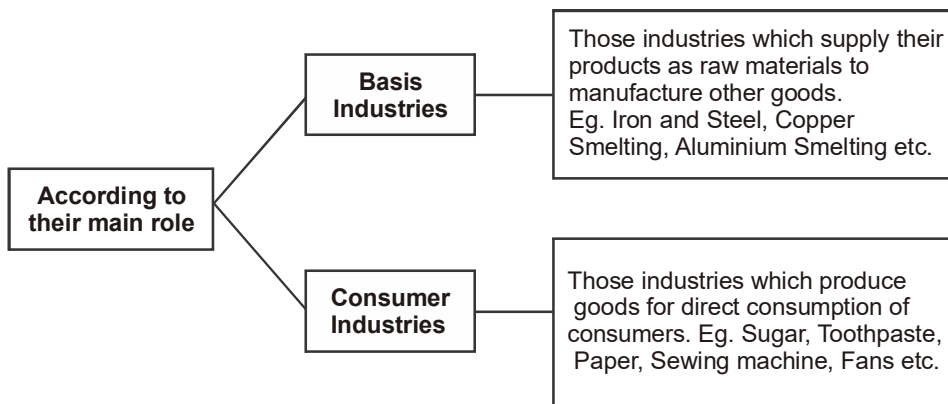 According to
their main role
Basis
Industries
Those industries which supply their
products as raw materials to
manufacture other goods.
Eg. Iron and Steel, Copper
Smelting, Aluminium Smelting etc.
Consumer
Industries
Those industries which produce
goods for direct consumption of
consumers. Eg. Sugar, Toothpaste,
Paper, Sewing machine, Fans etc.